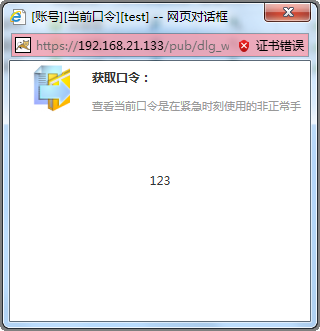 [账号][当前口令][test] -- 网页对话框
https://192.168.21.133/pub/dlg_w
证书错误
获取口令：
查看当前口令是在紧急时刻使用的非正常手
123